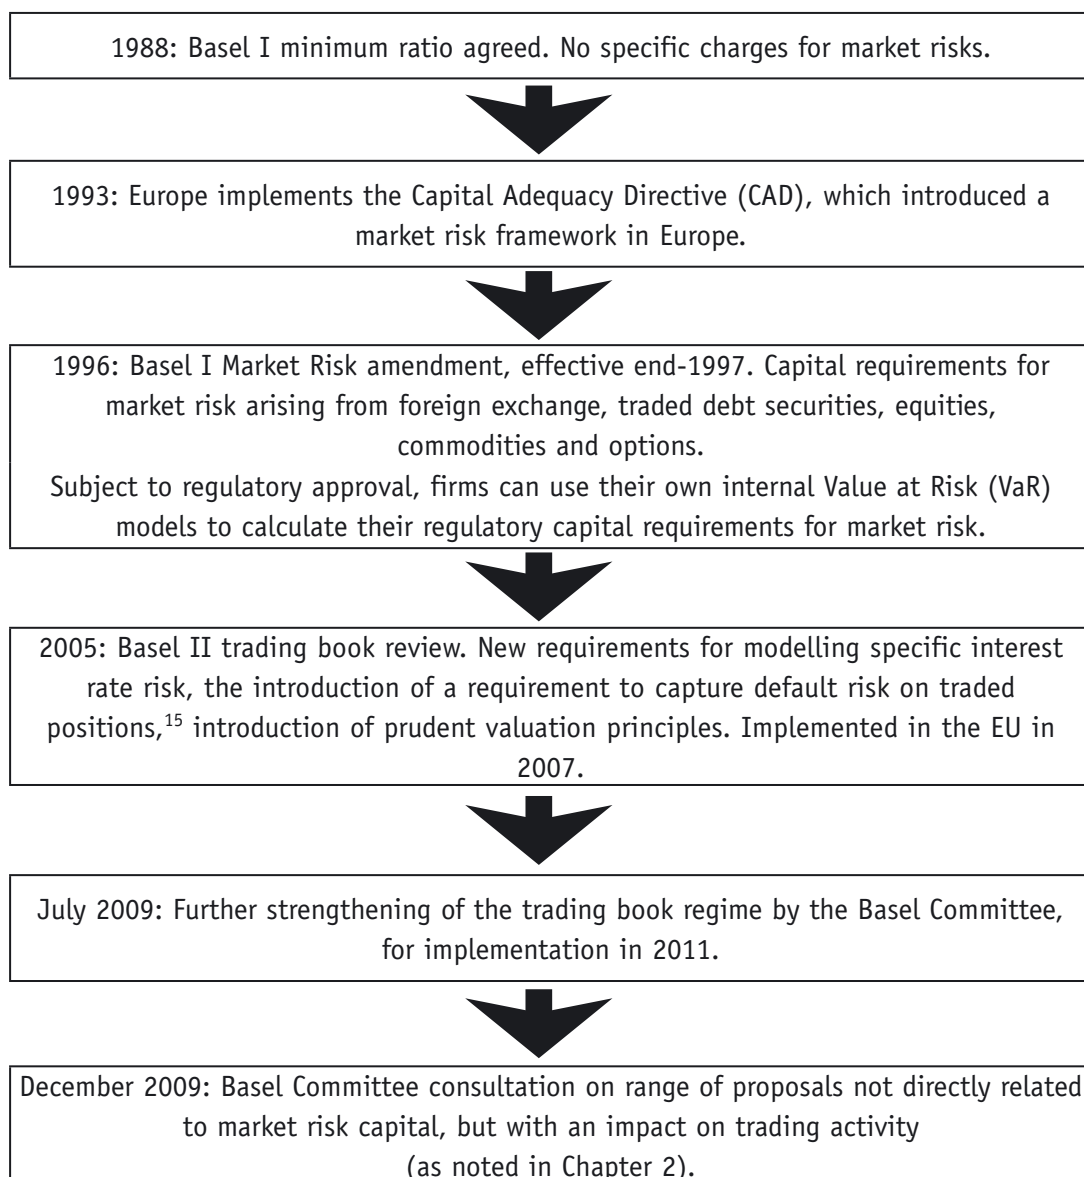 1988: Basel I minimum ratio agreed. No specific charges for market risks.
1993: Europe implements the Capital Adequacy Directive (CAD), which introduced a
market risk framework in Europe.
1996: Basel I Market Risk amendment, effective end-1997. Capital requirements for
market risk arising from foreign exchange, traded debt securities, equities,
commodities and options.
Subject to regulatory approval, firms can use their own internal Value at Risk (VaR)
models to calculate their regulatory capital requirements for market risk.
2005: Basel II trading book review. New requirements for modelling specific interest
rate risk, the introduction of a requirement to capture default risk on traded
positions,¹⁵ introduction of prudent valuation principles. Implemented in the EU in
2007.
July 2009: Further strengthening of the trading book regime by the Basel Committee,
for implementation in 2011.
December 2009: Basel Committee consultation on range of proposals not directly related
to market risk capital, but with an impact on trading activity
(as noted in Chapter 2).